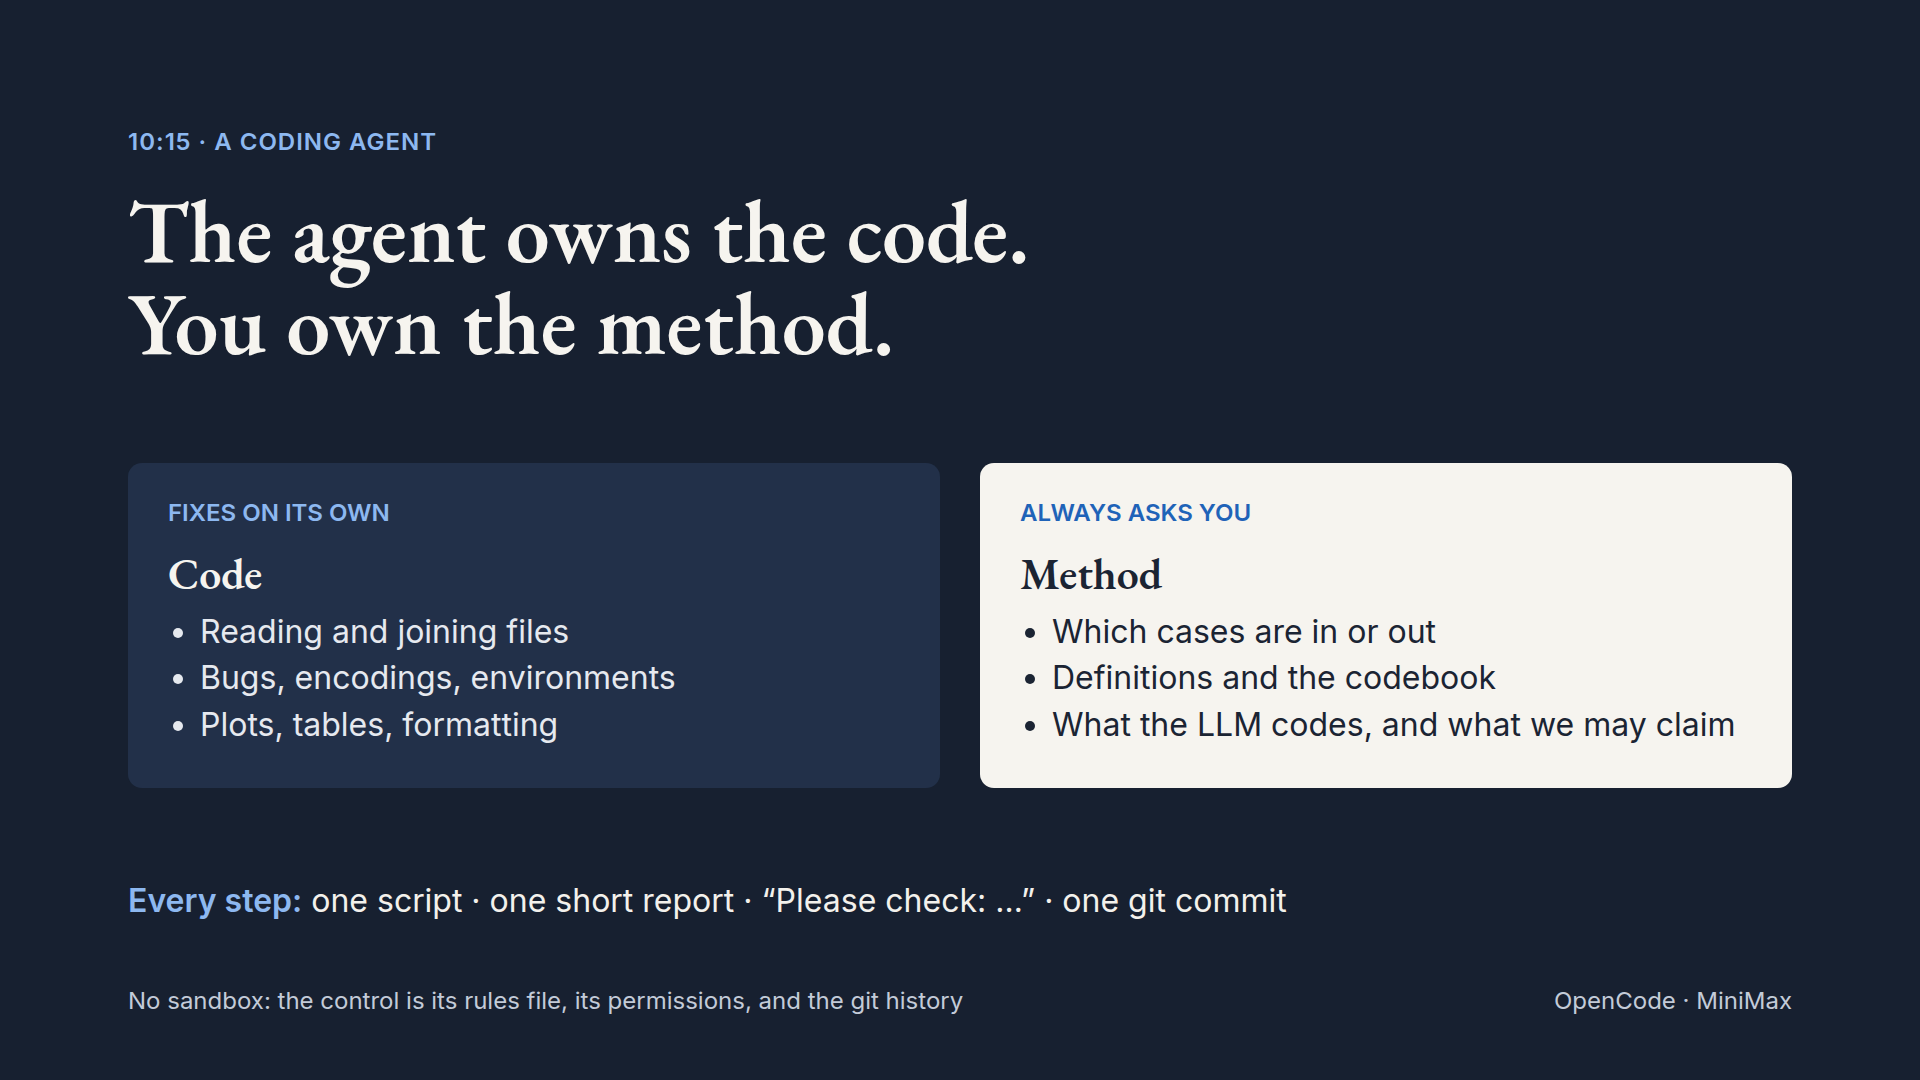 10:15 · A CODING AGENT
The agent owns the code.
You own the method.
FIXES ON ITS OWN
Code
• Reading and joining files
• Bugs, encodings, environments
• Plots, tables, formatting
ALWAYS ASKS YOU
Method
• Which cases are in or out
• Definitions and the codebook
• What the LLM codes, and what we may claim
Every step: one script · one short report · “Please check: ...” · one git commit
No sandbox: the control is its rules file, its permissions, and the git history
OpenCode · MiniMax